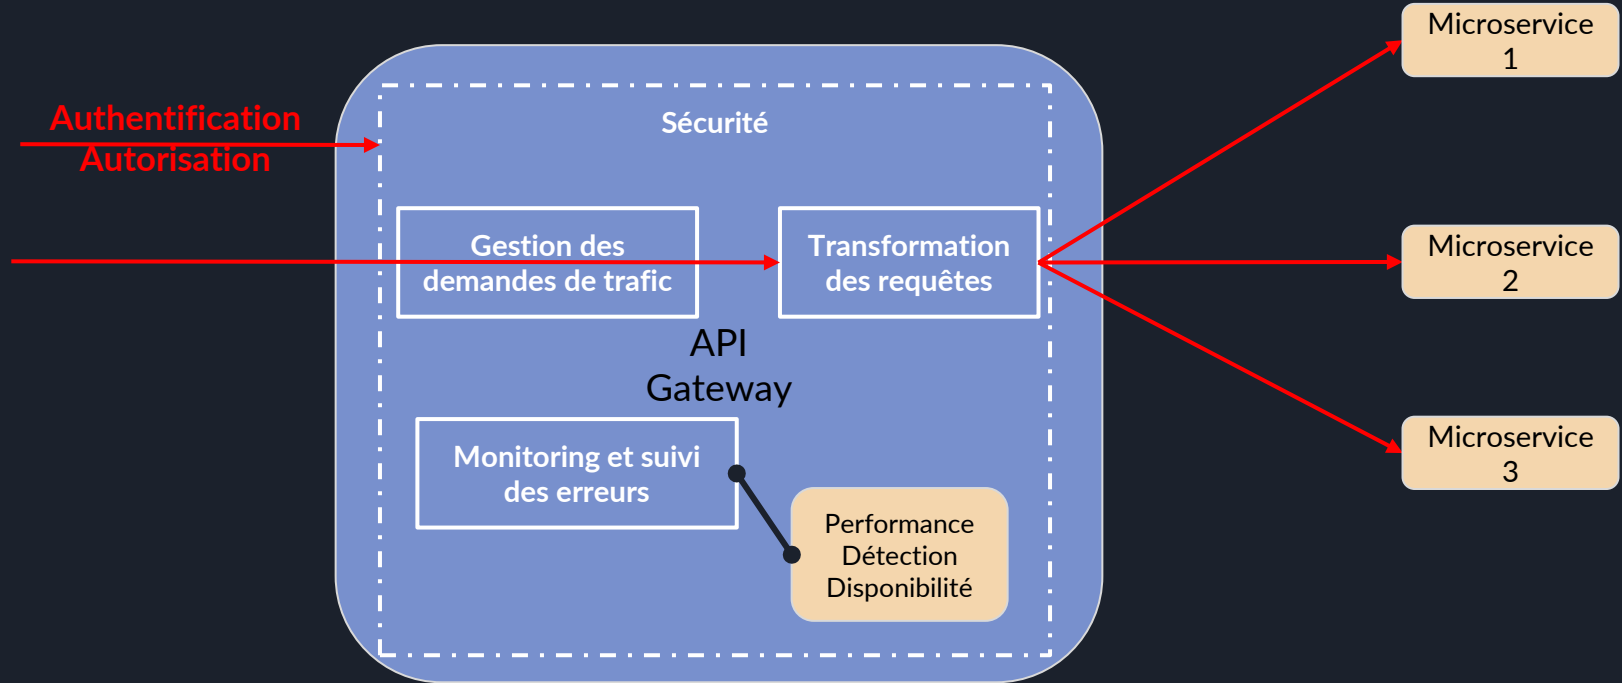 Authentification
Autorisation
Sécurité
Gestion des
demandes de trafic
Transformation
des requêtes
API
Gateway
Monitoring et suivi
des erreurs
Performance
Détection
Disponibilité
Microservice
1
Microservice
2
Microservice
3